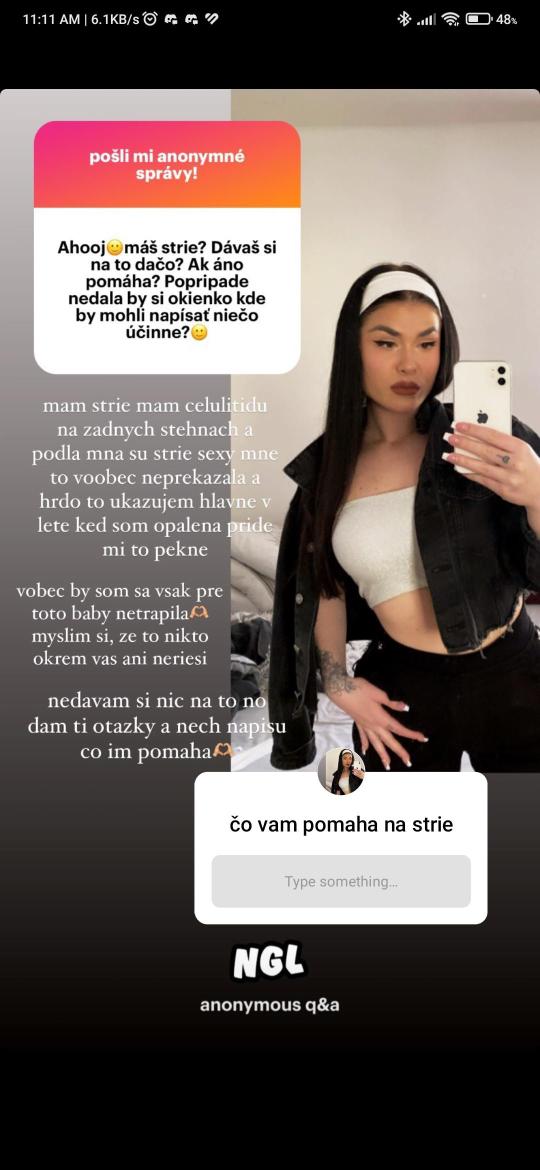 11:11 AM | 6.1KB/s
48%
pošli mi anonymné
správy!
Ahooj🙂máš strie? Dávaš si
na to dačo? Ak áno
pomáha? Popripade
nedala by si okienko kde
by mohli napísať niečo
účinne?🙂
mam strie mam celulitidu
na zadnych stehnach a
podla mna su strie sexy mne
to voobec neprekazala a
hrdo to ukazujem hlavne v
lete ked som opalena pride
mi to pekne
vobec by som sa vsak pre
toto baby netrapila🫶
myslim si, ze to nikto
okrem vas ani neriesi
nedavam si nic na to no
dam ti otazky a nech napisu
co im pomaha🫶
čo vam pomaha na strie
Type something...
NGL
anonymous q&a